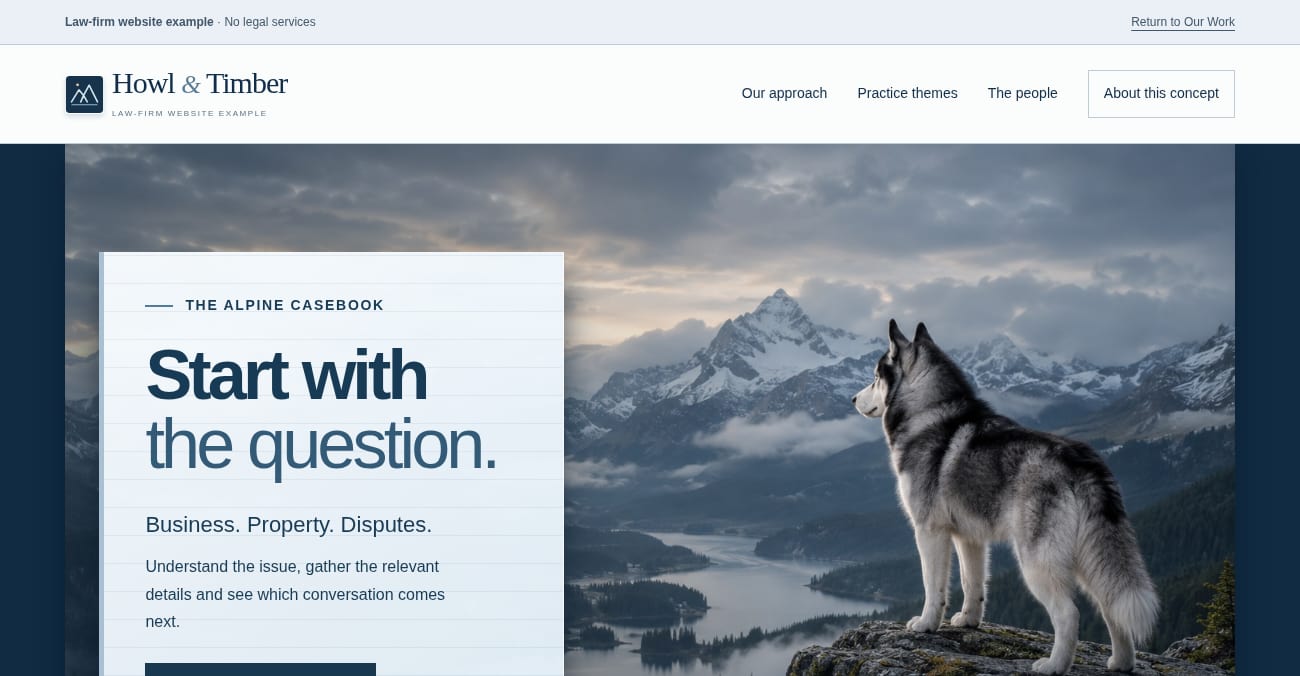 Law-firm website example · No legal services
Return to Our Work
Howl & Timber
LAW-FIRM WEBSITE EXAMPLE
Our approach
Practice themes
The people
About this concept
THE ALPINE CASEBOOK
Start with
the question.
Business. Property. Disputes.
Understand the issue, gather the relevant
details and see which conversation comes
next.